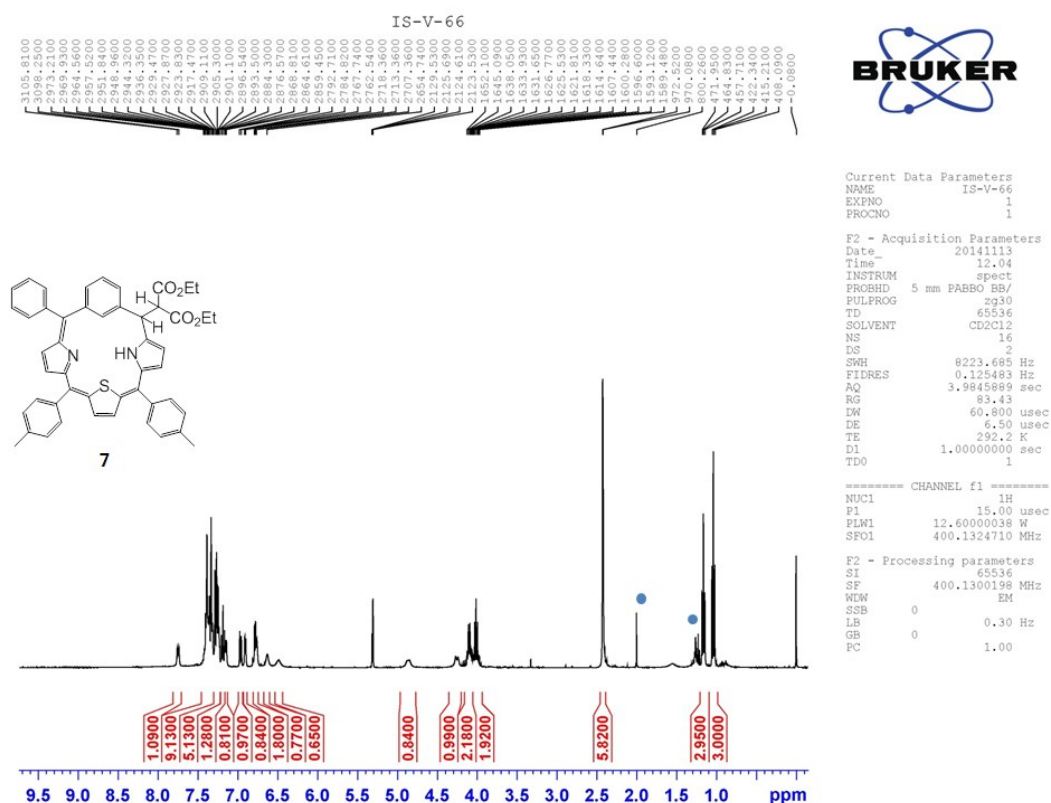 IS-V-66
3105.8100
3098.2500
2973.2100
2969.9300
2964.5600
2957.5200
2951.8400
2948.9600
2944.3200
2936.3500
2929.4700
2927.8700
2923.8300
2917.4700
2909.1100
2905.3000
2901.1000
2896.5400
2893.5000
2884.3000
2876.5700
2868.8100
2864.6100
2859.4500
2792.7100
2784.8200
2767.7400
2762.5400
2718.3600
2713.3600
2707.3600
2654.7400
2129.5300
2125.6900
2124.6100
2123.5300
1652.1000
1645.0900
1638.0500
1633.9300
1631.6500
1626.7700
1625.5300
1621.8100
1618.3300
1614.6400
1607.4400
1600.2800
1596.6000
1593.1200
1589.4800
972.5200
970.0800
800.2600
471.9500
464.8300
457.7100
422.3400
415.2100
408.0900
-0.0800
BRUKER
Current Data Parameters
NAME IS-V-66
EXPNO 1
PROCNO 1
F2 - Acquisition Parameters
Date_ 20141113
Time 12.04
INSTRUM spect
PROBHD 5 mm PABBO BB/
PULPROG zg30
TD 65536
SOLVENT CD2Cl2
NS 16
DS 2
SWH 8223.685 Hz
FIDRES 0.125483 Hz
AQ 3.9845889 sec
RG 83.43
DW 60.800 usec
DE 6.50 usec
TE 292.2 K
D1 1.00000000 sec
TD0 1
======== CHANNEL f1 ========
NUC1 1H
P1 15.00 usec
PLW1 12.60000038 W
SFO1 400.1324710 MHz
F2 - Processing parameters
SI 65536
SF 400.1300198 MHz
WDW EM
SSB 0
LB 0.30 Hz
GB 0
PC 1.00
CO2Et
H
CO2Et
H
N
HN
S
7
1.0900
9.1300
5.1300
1.2800
0.8100
0.9700
0.8400
1.8000
0.7700
0.6500
0.8400
0.9900
2.1800
1.9200
5.8200
2.9500
3.0000
9.5 9.0 8.5 8.0 7.5 7.0 6.5 6.0 5.5 5.0 4.5 4.0 3.5 3.0 2.5 2.0 1.5 1.0 ppm